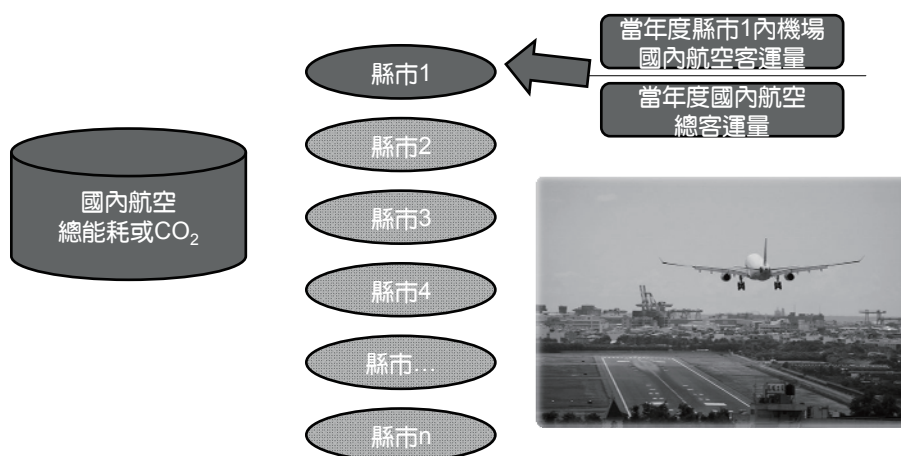 國內航空
總能耗或CO₂
縣市1
縣市2
縣市3
縣市4
縣市...
縣市n
當年度縣市1內機場
國內航空客運量
當年度國內航空
總客運量